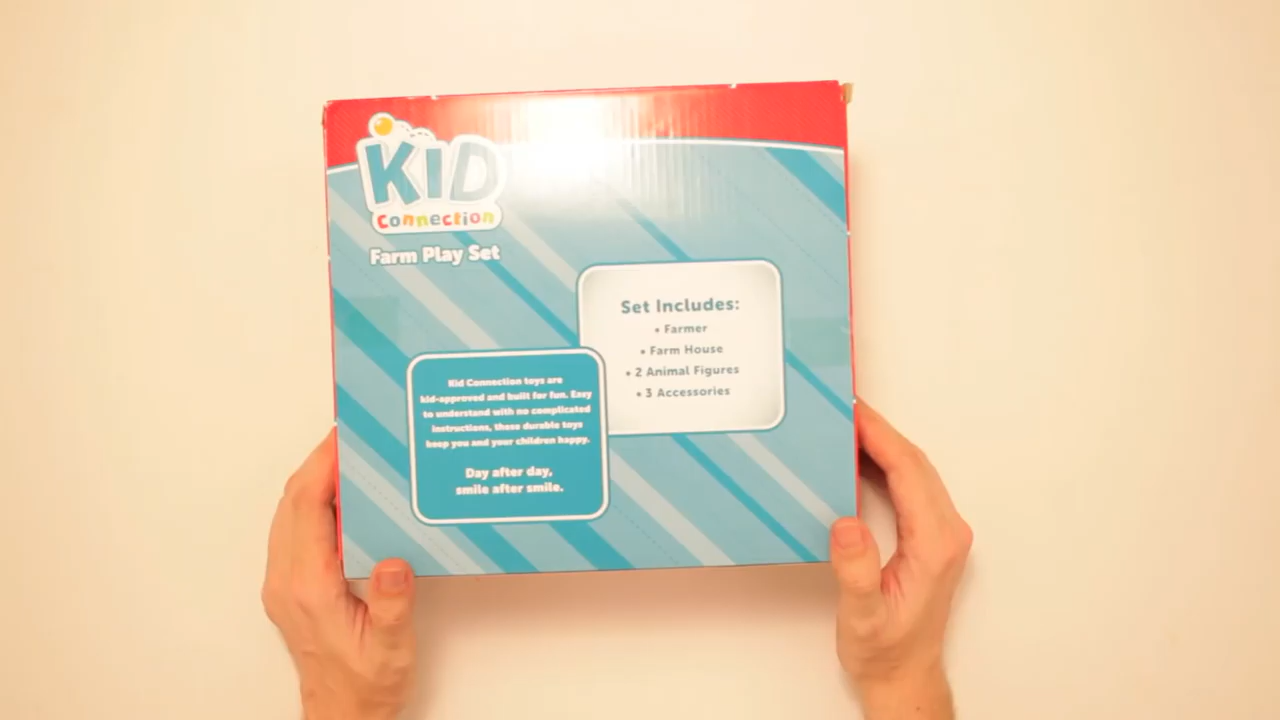 KID
Connection
Farm Play Set
Set Includes:
• Farmer
• Farm House
• 2 Animal Figures
• 3 Accessories
Kid Connection toys are
kid-approved and built for fun. Easy
to understand with no complicated
instructions, these durable toys
keep you and your children happy.
Day after day,
smile after smile.